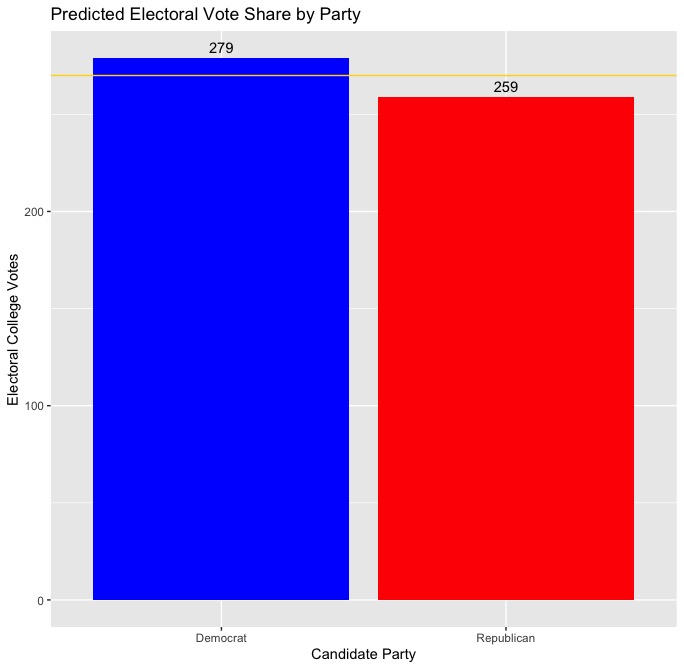 Predicted Electoral Vote Share by Party
279
259
200
100
0
Electoral College Votes
Democrat
Republican
Candidate Party